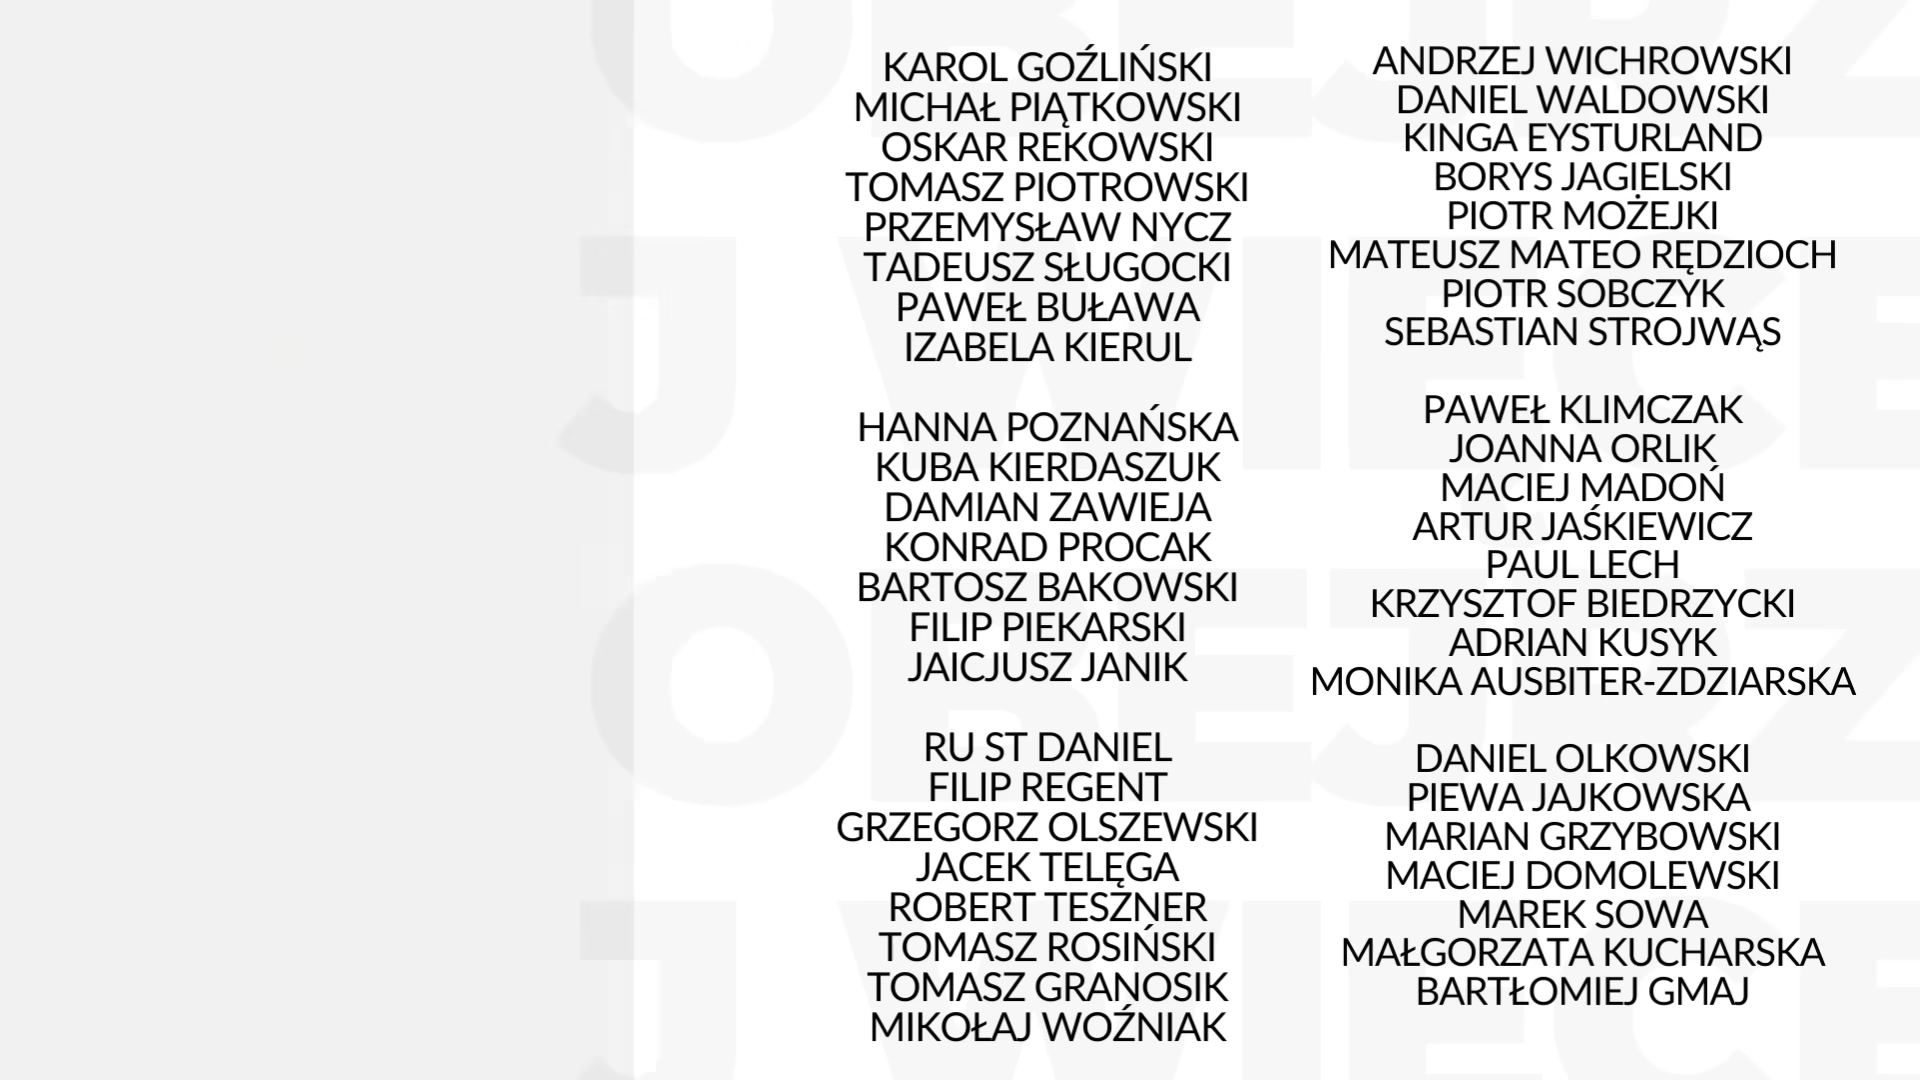 KAROL GOŹLIŃSKI
MICHAŁ PIĄTKOWSKI
OSKAR REKOWSKI
TOMASZ PIOTROWSKI
PRZEMYSŁAW NYCZ
TADEUSZ SŁUGOCKI
PAWEŁ BUŁAWA
IZABELA KIERUL
HANNA POZNAŃSKA
KUBA KIERDASZUK
DAMIAN ZAWIEJA
KONRAD PROCAK
BARTOSZ BAKOWSKI
FILIP PIEKARSKI
JAICJUSZ JANIK
RU ST DANIEL
FILIP REGENT
GRZEGORZ OLSZEWSKI
JACEK TELĘGA
ROBERT TESZNER
TOMASZ ROSIŃSKI
TOMASZ GRANOSIK
MIKOŁAJ WOŹNIAK
ANDRZEJ WICHROWSKI
DANIEL WALDOWSKI
KINGA EYSTURLAND
BORYS JAGIELSKI
PIOTR MOŻEJKI
MATEUSZ MATEO RĘDZIOCH
PIOTR SOBCZYK
SEBASTIAN STROJWĄS
PAWEŁ KLIMCZAK
JOANNA ORLIK
MACIEJ MADOŃ
ARTUR JAŚKIEWICZ
PAUL LECH
KRZYSZTOF BIEDRZYCKI
ADRIAN KUSYK
MONIKA AUSBITER-ZDZIARSKA
DANIEL OLKOWSKI
PIEWA JAJKOWSKA
MARIAN GRZYBOWSKI
MACIEJ DOMOLEWSKI
MAREK SOWA
MAŁGORZATA KUCHARSKA
BARTŁOMIEJ GMAJ